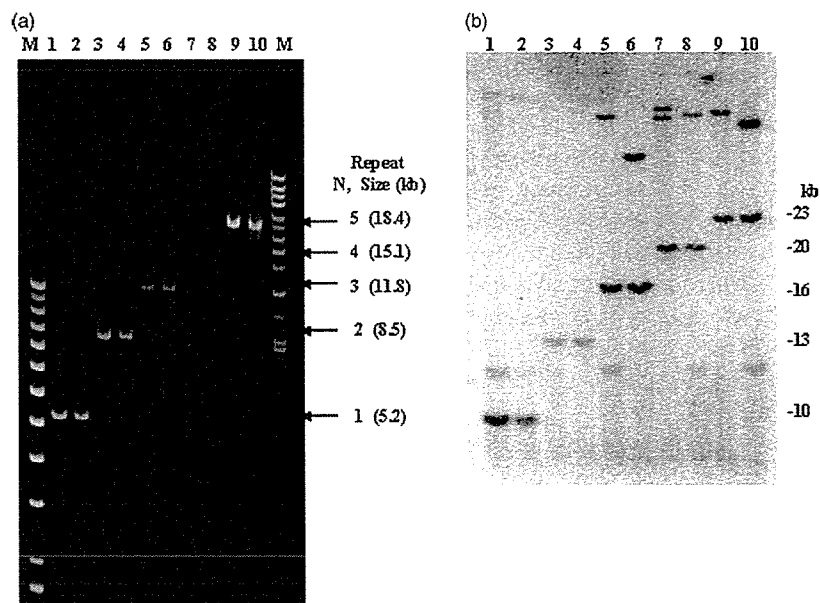 (a)
M 1 2 3 4 5 6 7 8 9 10 M
Repeat
N, Size (kb)
5 (18.4)
4 (15.1)
3 (11.8)
2 (8.5)
1 (5.2)
(b)
1 2 3 4 5 6 7 8 9 10
kb
-23
-20
-16
-13
-10